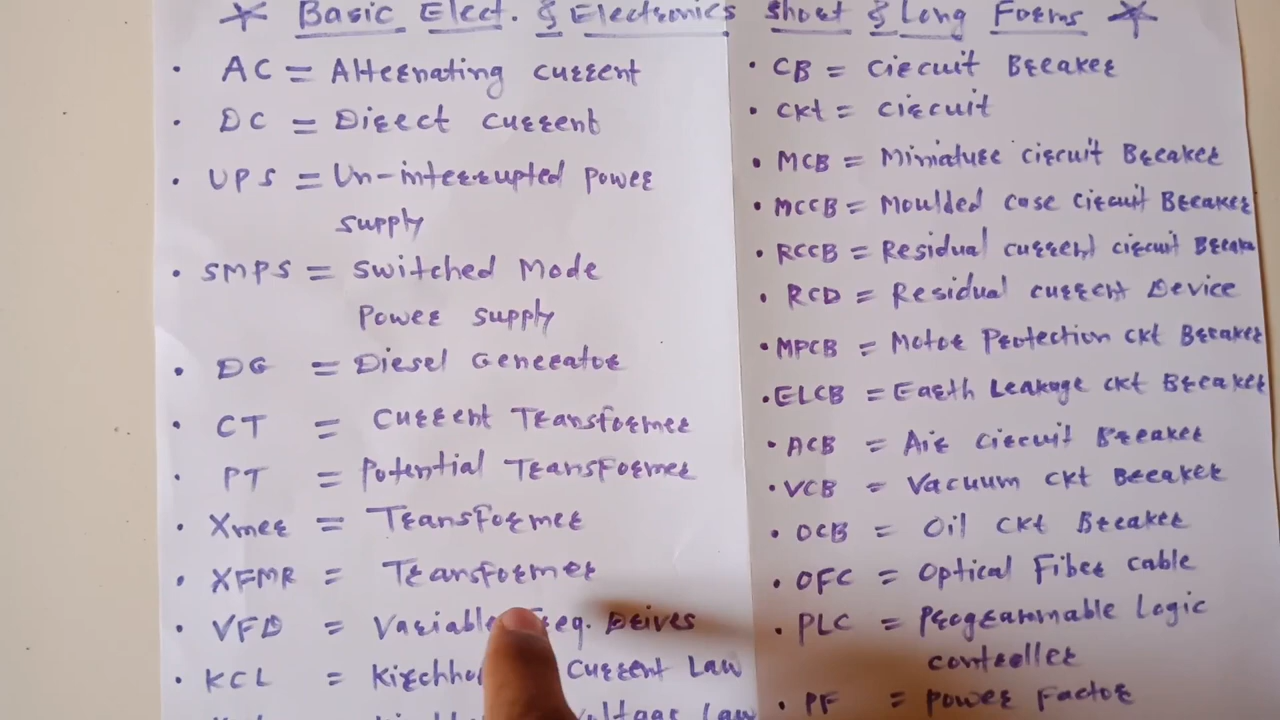 Basic Elect. & Electronics Short & Long Forms
• AC = Alternating current
• DC = Direct current
• UPS = Un-interrupted Power
supply
• SMPS = Switched Mode
Power supply
• DG = Diesel Generator
• CT = Current Transformer
• PT = Potential Transformer
• Xmer = Transformer
• XFMR = Transformer
• VFD = Variable Freq. Drives
• KCL = Current Law
Law
• CB = Circuit Breaker
• Ckt = Circuit
• MCB = Miniature circuit Breaker
• MCCB = Moulded case circuit Breaker
• RCCB = Residual current circuit Breake
• RCD = Residual current Device
• MPCB = Motor Protection ckt Breaker
• ELCB = Earth Leakage ckt Breaker
• ACB = Air circuit Breaker
• VCB = Vacuum ckt Breaker
• OCB = Oil ckt Breaker
• OFC = Optical Fiber cable
• PLC = Programmable Logic
controller
• PF = Power Factor